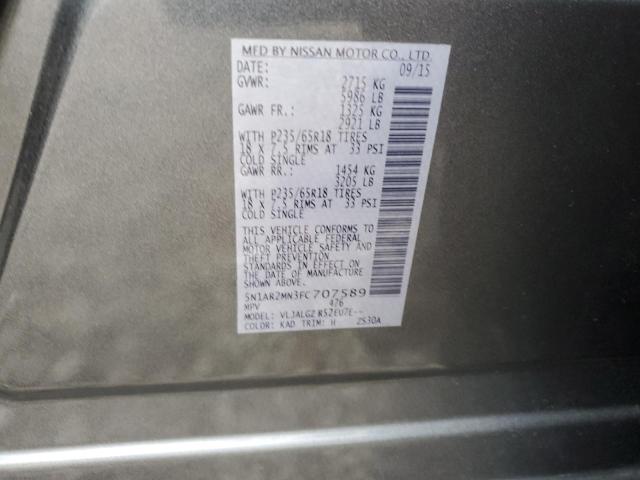 MFD BY NISSAN MOTOR CO., LTD.
DATE: 09/15
GVWR: 2715 KG
5986 LB
GAWR FR.: 1325 KG
2921 LB
WITH P235/65R18 TIRES
18 X 7.5 RIMS AT 33 PSI
COLD SINGLE
GAWR RR.: 1454 KG
3205 LB
WITH P235/65R18 TIRES
18 X 7.5 RIMS AT 33 PSI
COLD SINGLE
THIS VEHICLE CONFORMS TO
ALL APPLICABLE FEDERAL
MOTOR VEHICLE SAFETY AND
THEFT PREVENTION
STANDARDS IN EFFECT ON
THE DATE OF MANUFACTURE
SHOWN ABOVE.
5N1AR2MN3FC707589
MPV 476
MODEL: VLJALGZ R52EU7E--
COLOR: KAD TRIM: H 2530A